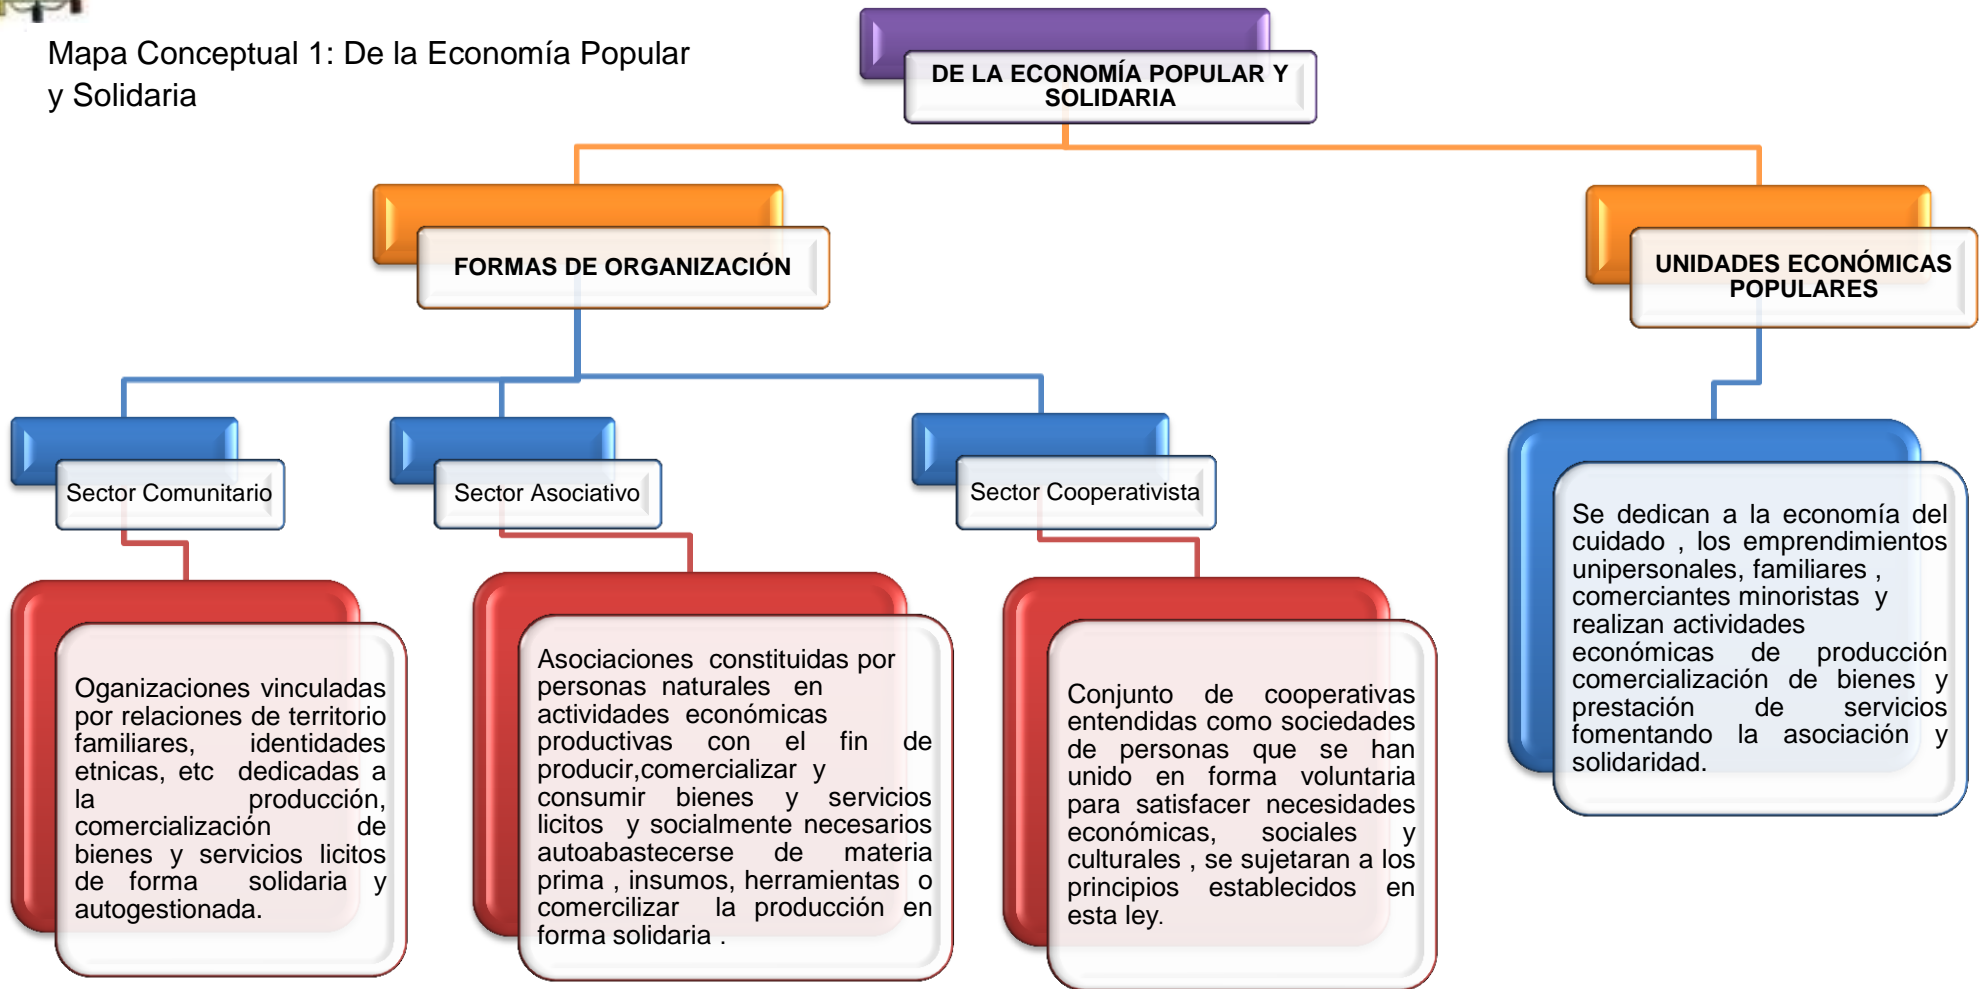 Mapa Conceptual 1: De la Economía Popular
y Solidaria
DE LA ECONOMÍA POPULAR Y
SOLIDARIA
FORMAS DE ORGANIZACIÓN
UNIDADES ECONÓMICAS
POPULARES
Sector Comunitario
Sector Asociativo
Sector Cooperativista
Oganizaciones vinculadas
por relaciones de territorio
familiares, identidades
etnicas, etc dedicadas a
la producción,
comercialización de
bienes y servicios licitos
de forma solidaria y
autogestionada.
Asociaciones constituidas por
personas naturales en
actividades económicas
productivas con el fin de
producir,comercializar y
consumir bienes y servicios
licitos y socialmente necesarios
autoabastecerse de materia
prima , insumos, herramientas o
comercilizar la producción en
forma solidaria .
Conjunto de cooperativas
entendidas como sociedades
de personas que se han
unido en forma voluntaria
para satisfacer necesidades
económicas, sociales y
culturales , se sujetaran a los
principios establecidos en
esta ley.
Se dedican a la economía del
cuidado , los emprendimientos
unipersonales, familiares ,
comerciantes minoristas y
realizan actividades
económicas de producción
comercialización de bienes y
prestación de servicios
fomentando la asociación y
solidaridad.